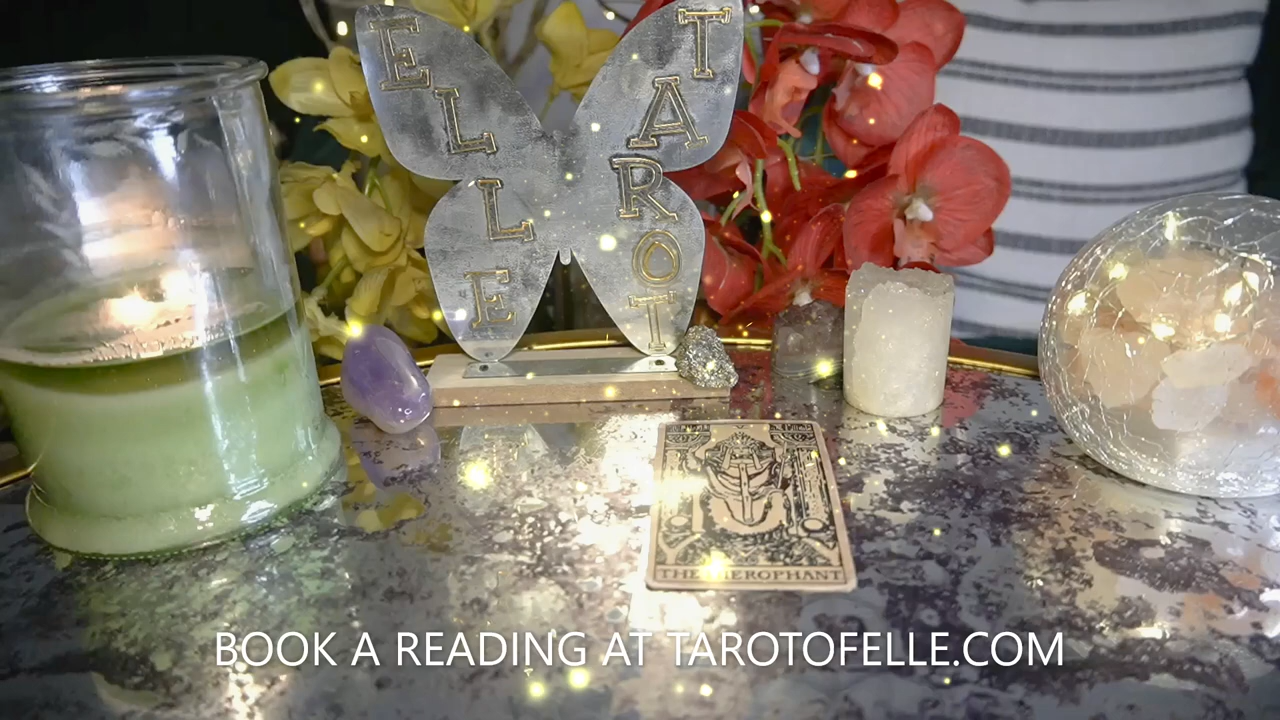 ELLE
TAROT
THE HIEROPHANT
BOOK A READING AT TAROTOFELLE.COM